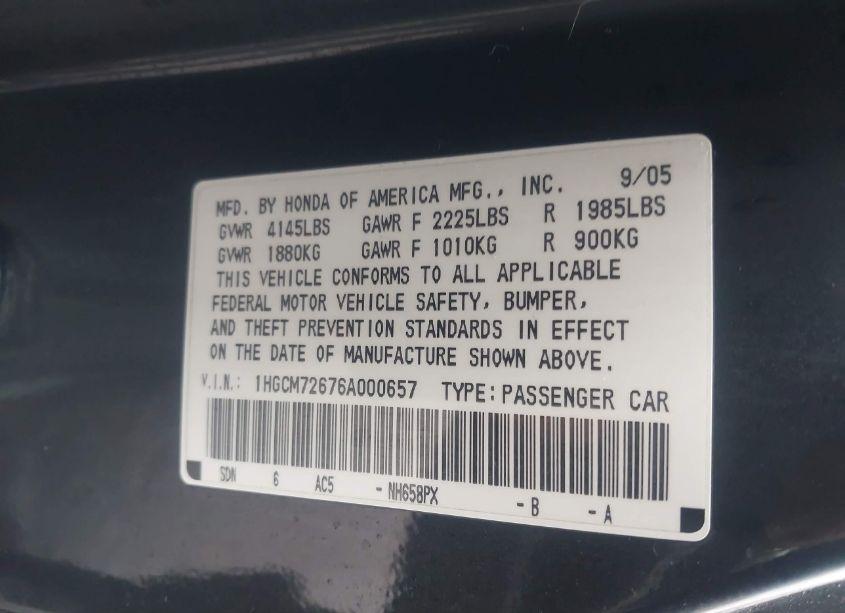 MFD. BY HONDA OF AMERICA MFG., INC. 9/05
GVWR 4145LBS GAWR F 2225LBS R 1985LBS
GVWR 1880KG GAWR F 1010KG R 900KG
THIS VEHICLE CONFORMS TO ALL APPLICABLE
FEDERAL MOTOR VEHICLE SAFETY, BUMPER,
AND THEFT PREVENTION STANDARDS IN EFFECT
ON THE DATE OF MANUFACTURE SHOWN ABOVE.
V.I.N.: 1HGCM72676A000657 TYPE: PASSENGER CAR
SDN 6 AC5 - NH658PX - B - A